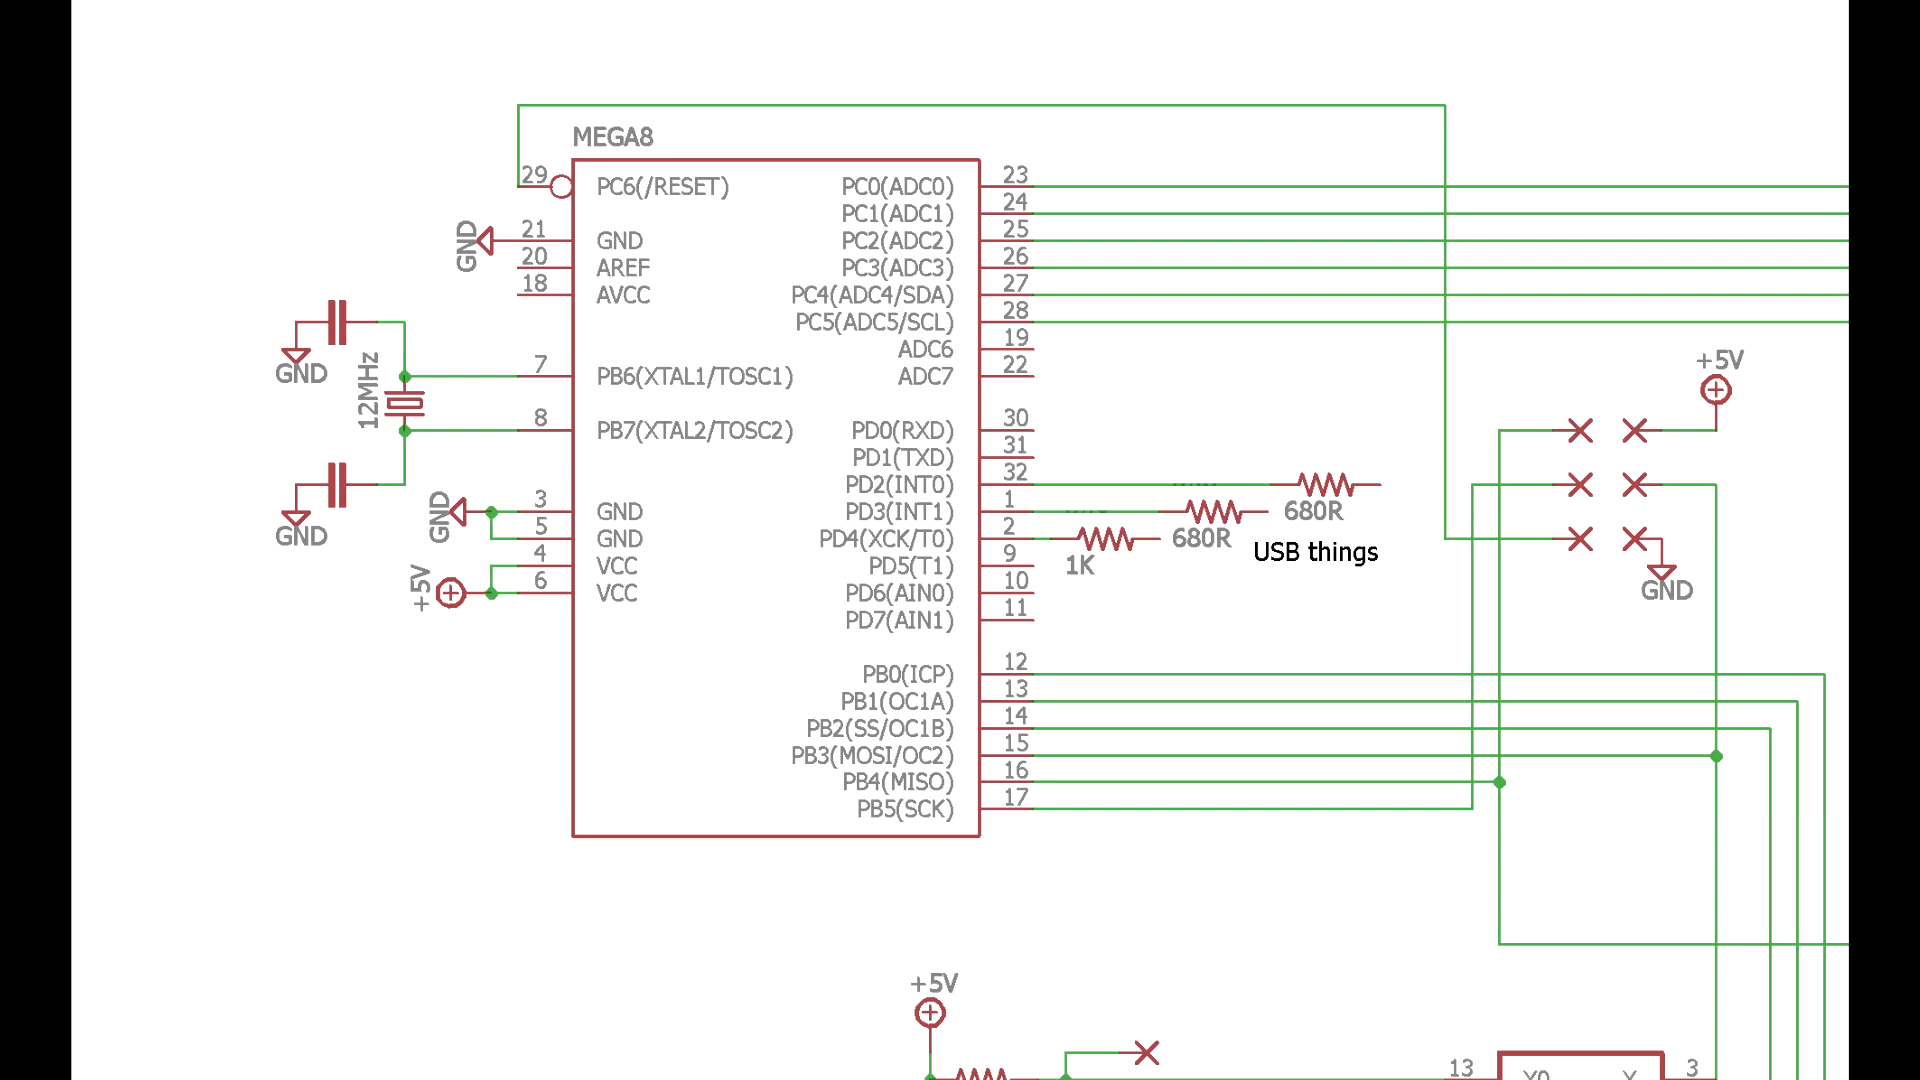 MEGA8
29 PC6(/RESET) PC0(ADC0) 23
PC1(ADC1) 24
GND 21 GND PC2(ADC2) 25
20 AREF PC3(ADC3) 26
18 AVCC PC4(ADC4/SDA) 27
PC5(ADC5/SCL) 28
ADC6 19
GND 12MHz 7 PB6(XTAL1/TOSC1) ADC7 22
+5V
8 PB7(XTAL2/TOSC2) PD0(RXD) 30
PD1(TXD) 31
PD2(INT0) 32
GND 3 GND PD3(INT1) 1 680R
GND 5 GND PD4(XCK/T0) 2 680R
+5V 4 VCC PD5(T1) 9 1K USB things
6 VCC PD6(AIN0) 10 GND
PD7(AIN1) 11
PB0(ICP) 12
PB1(OC1A) 13
PB2(SS/OC1B) 14
PB3(MOSI/OC2) 15
PB4(MISO) 16
PB5(SCK) 17
+5V
13 3